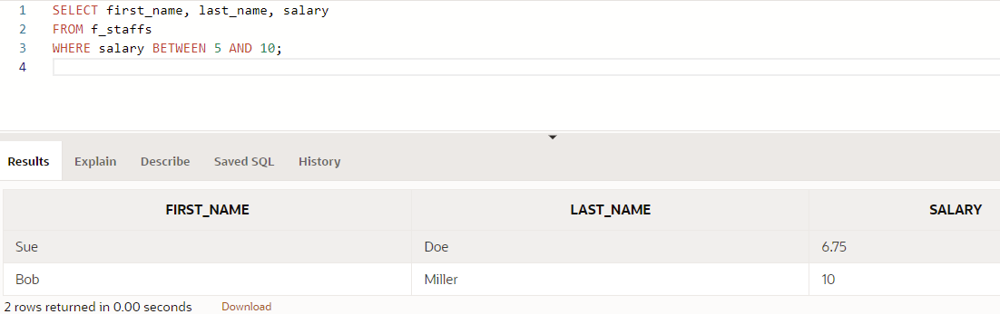 1 SELECT first_name, last_name, salary
2 FROM f_staffs
3 WHERE salary BETWEEN 5 AND 10;
4
Results Explain Describe Saved SQL History
FIRST_NAME LAST_NAME SALARY
Sue Doe 6.75
Bob Miller 10
2 rows returned in 0.00 seconds Download